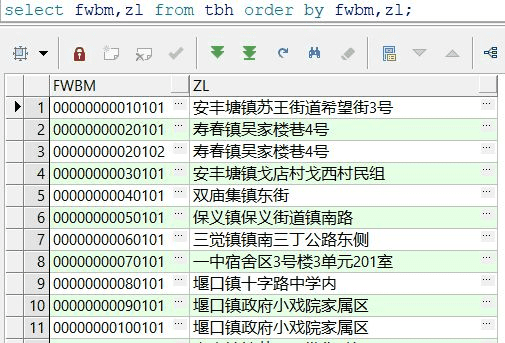 select fwbm,zl from tbh order by fwbm,zl;
FWBM ZL
1 00000000010101 ... 安丰塘镇苏王街道希望街3号 ...
2 00000000020101 ... 寿春镇吴家楼巷4号 ...
3 00000000020102 ... 寿春镇吴家楼巷4号 ...
4 00000000030101 ... 安丰塘镇戈店村戈西村民组 ...
5 00000000040101 ... 双庙集镇东街 ...
6 00000000050101 ... 保义镇保义街道镇南路 ...
7 00000000060101 ... 三觉镇镇南三丁公路东侧 ...
8 00000000070101 ... 一中宿舍区3号楼3单元201室 ...
9 00000000080101 ... 堰口镇十字路中学内 ...
10 00000000090101 ... 堰口镇政府小戏院家属区 ...
11 00000000100101 ... 堰口镇政府小戏院家属区 ...